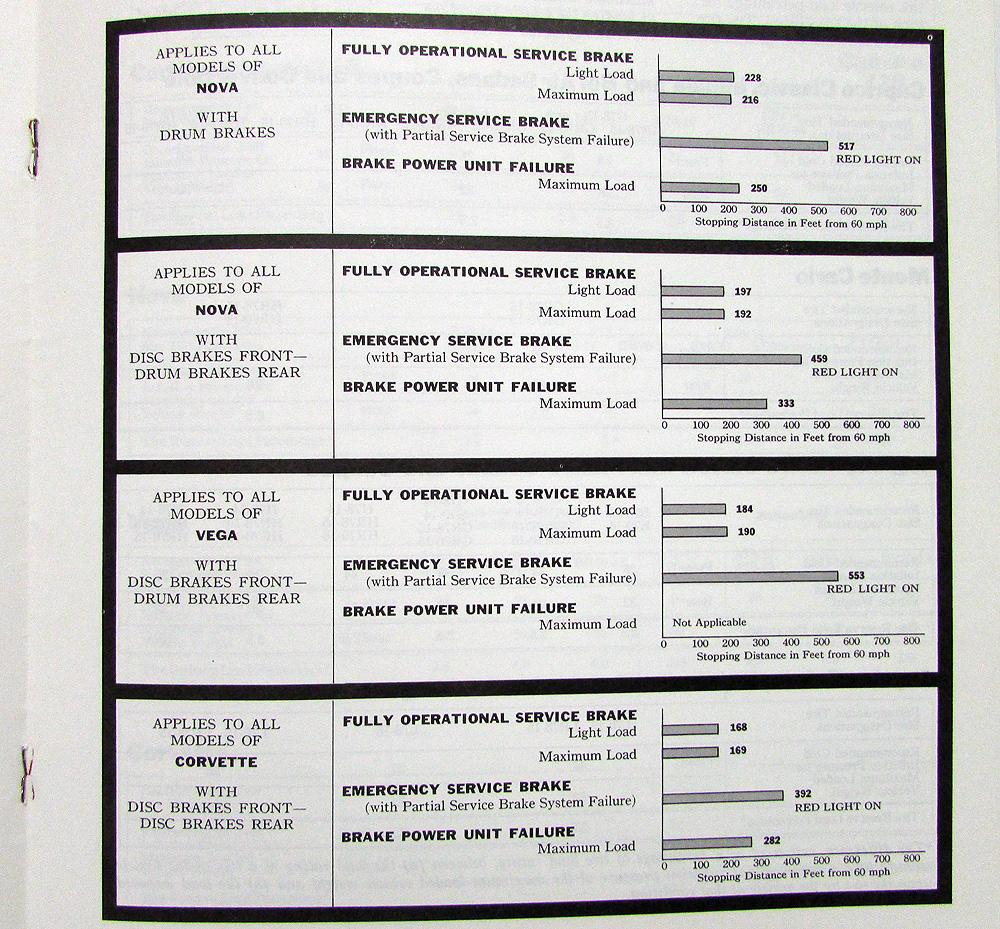 APPLIES TO ALL
MODELS OF
NOVA
WITH
DRUM BRAKES
FULLY OPERATIONAL SERVICE BRAKE
Light Load 228
Maximum Load 216
EMERGENCY SERVICE BRAKE
(with Partial Service Brake System Failure) 517
RED LIGHT ON
BRAKE POWER UNIT FAILURE
Maximum Load 250
0 100 200 300 400 500 600 700 800
Stopping Distance in Feet from 60 mph
APPLIES TO ALL
MODELS OF
NOVA
WITH
DISC BRAKES FRONT—
DRUM BRAKES REAR
FULLY OPERATIONAL SERVICE BRAKE
Light Load 197
Maximum Load 192
EMERGENCY SERVICE BRAKE
(with Partial Service Brake System Failure) 459
RED LIGHT ON
BRAKE POWER UNIT FAILURE
Maximum Load 333
0 100 200 300 400 500 600 700 800
Stopping Distance in Feet from 60 mph
APPLIES TO ALL
MODELS OF
VEGA
WITH
DISC BRAKES FRONT—
DRUM BRAKES REAR
FULLY OPERATIONAL SERVICE BRAKE
Light Load 184
Maximum Load 190
EMERGENCY SERVICE BRAKE
(with Partial Service Brake System Failure) 553
RED LIGHT ON
BRAKE POWER UNIT FAILURE
Maximum Load Not Applicable
0 100 200 300 400 500 600 700 800
Stopping Distance in Feet from 60 mph
APPLIES TO ALL
MODELS OF
CORVETTE
WITH
DISC BRAKES FRONT—
DISC BRAKES REAR
FULLY OPERATIONAL SERVICE BRAKE
Light Load 168
Maximum Load 169
EMERGENCY SERVICE BRAKE
(with Partial Service Brake System Failure) 392
RED LIGHT ON
BRAKE POWER UNIT FAILURE
Maximum Load 282
0 100 200 300 400 500 600 700 800
Stopping Distance in Feet from 60 mph